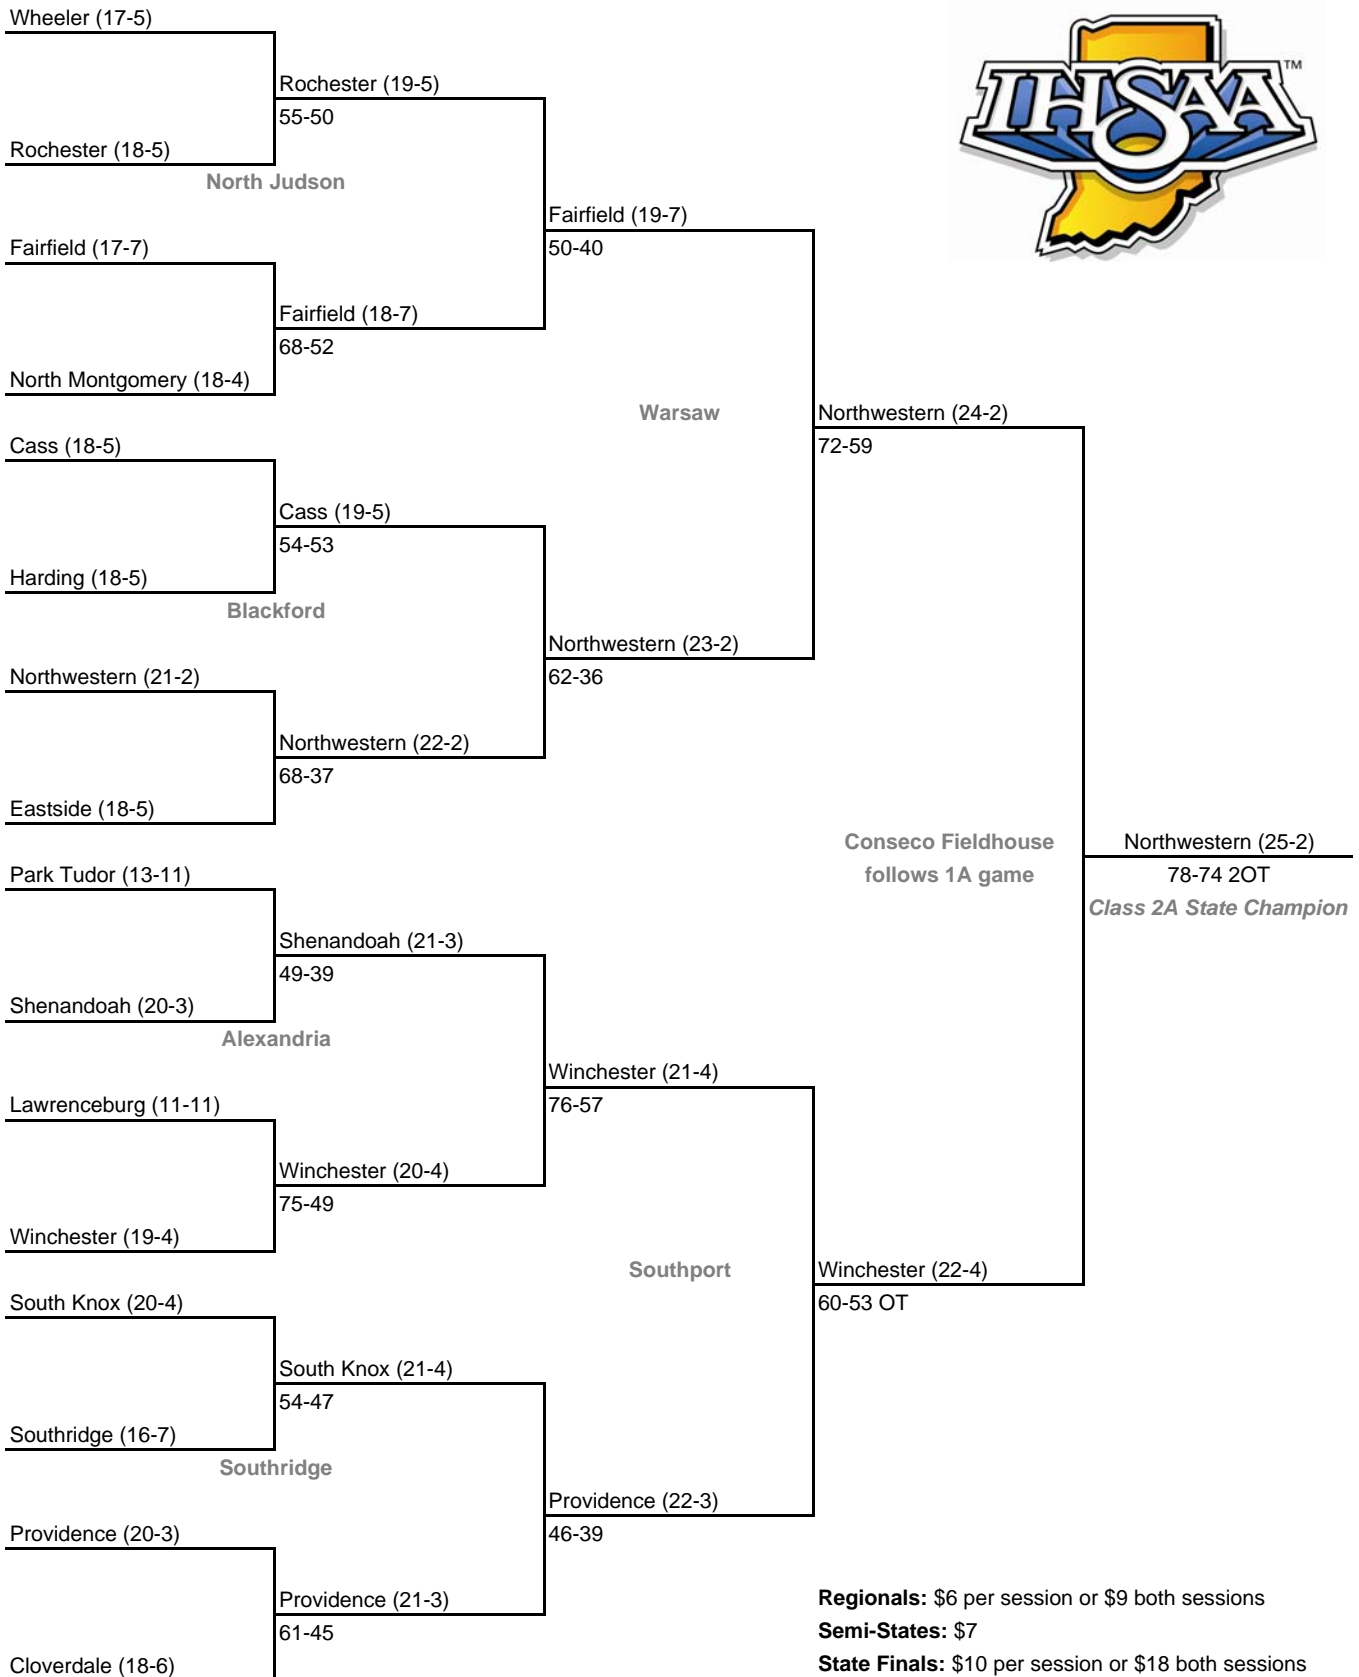 Wheeler (17-5)
IHSAA™
Rochester (19-5)
55-50
Rochester (18-5)
North Judson
Fairfield (19-7)
50-40
Fairfield (17-7)
Fairfield (18-7)
68-52
North Montgomery (18-4)
Warsaw
Northwestern (24-2)
72-59
Cass (18-5)
Cass (19-5)
54-53
Harding (18-5)
Blackford
Northwestern (23-2)
62-36
Northwestern (21-2)
Northwestern (22-2)
68-37
Eastside (18-5)
Conseco Fieldhouse
follows 1A game
Northwestern (25-2)
78-74 2OT
Class 2A State Champion
Park Tudor (13-11)
Shenandoah (21-3)
49-39
Shenandoah (20-3)
Alexandria
Winchester (21-4)
76-57
Lawrenceburg (11-11)
Winchester (20-4)
75-49
Winchester (19-4)
Southport
Winchester (22-4)
60-53 OT
South Knox (20-4)
South Knox (21-4)
54-47
Southridge (16-7)
Southridge
Providence (22-3)
46-39
Providence (20-3)
Providence (21-3)
61-45
Cloverdale (18-6)
Regionals: $6 per session or $9 both sessions
Semi-States: $7
State Finals: $10 per session or $18 both sessions